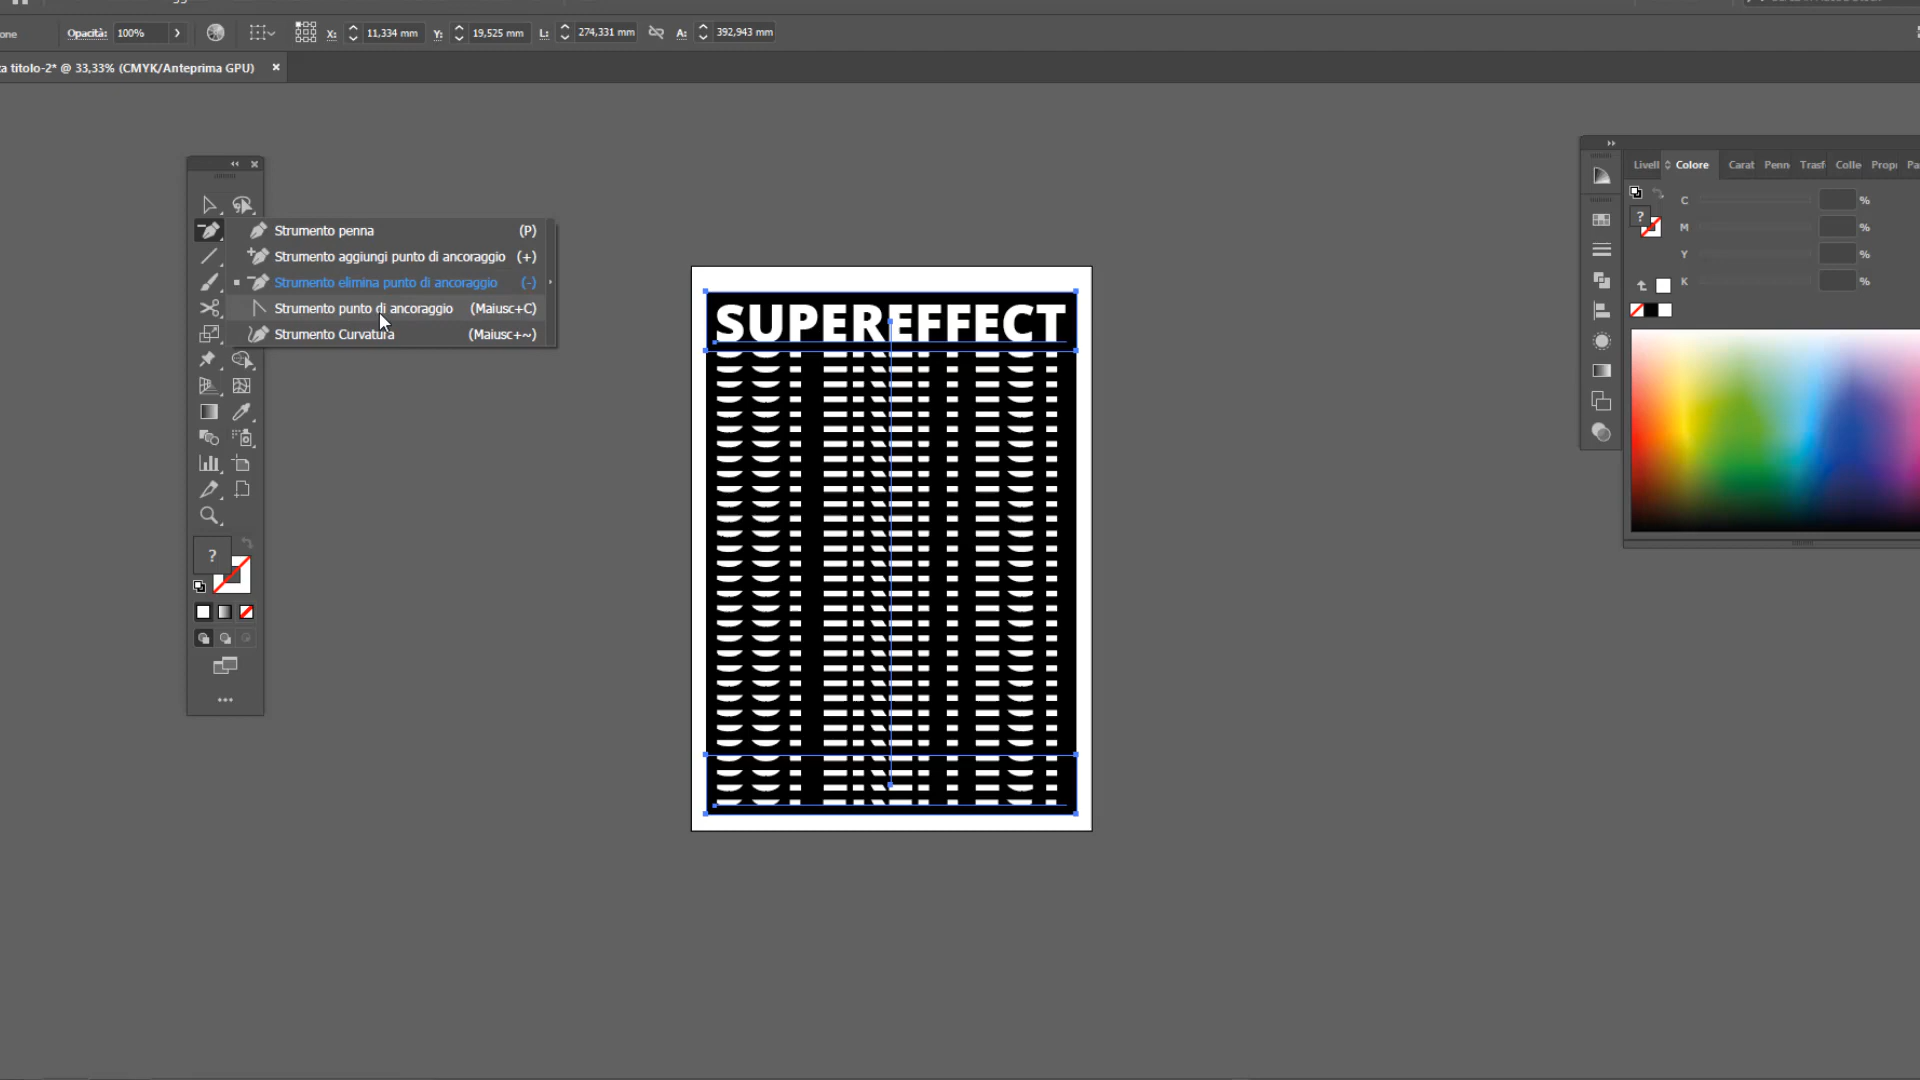 one Opacità: 100% X: 11,334 mm Y: 19,525 mm L: 274,331 mm A: 392,943 mm
a titolo-2* @ 33,33% (CMYK/Anteprima GPU) ×
Livell Colore Carat Penn Trasf Colle Propr Pa
C %
? M %
Y %
K %
Strumento penna (P)
Strumento aggiungi punto di ancoraggio (+)
Strumento elimina punto di ancoraggio (-)
Strumento punto di ancoraggio (Maiusc+C)
Strumento Curvatura (Maiusc+~)
SUPEREFFECT
?